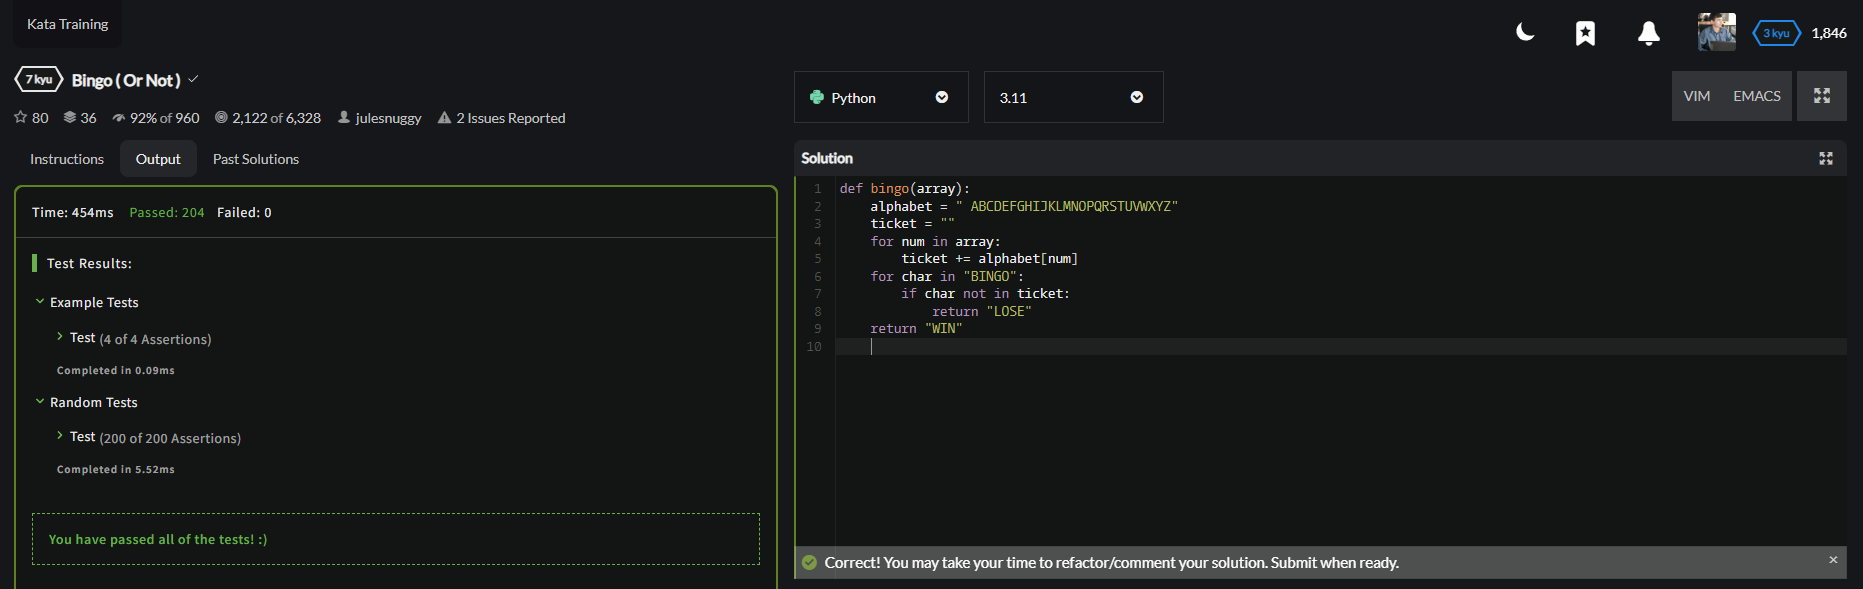 Kata Training
3 kyu 1,846
7 kyu Bingo ( Or Not )
80 36 92% of 960 2,122 of 6,328 julesnuggy 2 Issues Reported
Instructions Output Past Solutions
Time: 454ms Passed: 204 Failed: 0
Test Results:
Example Tests
Test (4 of 4 Assertions)
Completed in 0.09ms
Random Tests
Test (200 of 200 Assertions)
Completed in 5.52ms
You have passed all of the tests! :)
Python 3.11
VIM EMACS
Solution
1 def bingo(array):
2     alphabet = " ABCDEFGHIJKLMNOPQRSTUVWXYZ"
3     ticket = ""
4     for num in array:
5         ticket += alphabet[num]
6     for char in "BINGO":
7         if char not in ticket:
8             return "LOSE"
9     return "WIN"
10
Correct! You may take your time to refactor/comment your solution. Submit when ready.